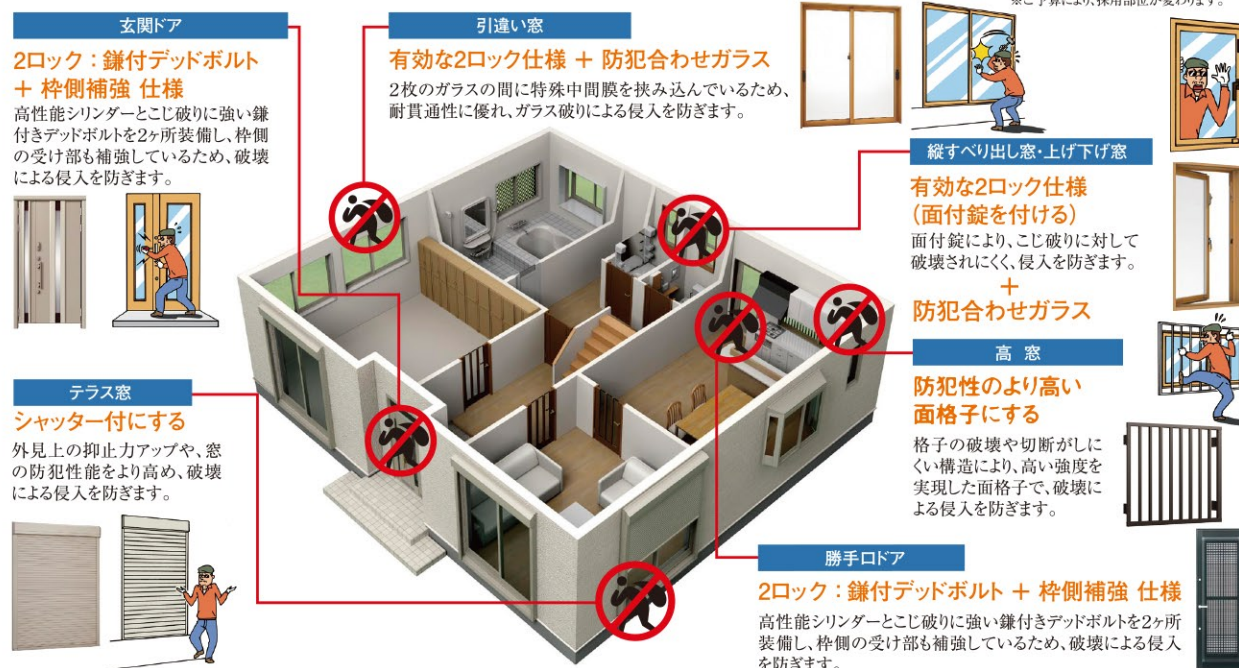 ※ご予算により、採用部位が変わります。
玄関ドア
2ロック：鎌付デッドボルト
＋ 枠側補強 仕様
高性能シリンダーとこじ破りに強い鎌
付きデッドボルトを2ヶ所装備し、枠側
の受け部も補強しているため、破壊
による侵入を防ぎます。
引違い窓
有効な2ロック仕様 ＋ 防犯合わせガラス
2枚のガラスの間に特殊中間膜を挟み込んでいるため、
耐貫通性に優れ、ガラス破りによる侵入を防ぎます。
縦すべり出し窓・上げ下げ窓
有効な2ロック仕様
（面付錠を付ける）
面付錠により、こじ破りに対して
破壊されにくく、侵入を防ぎます。
＋
防犯合わせガラス
高 窓
防犯性のより高い
面格子にする
格子の破壊や切断がしに
くい構造により、高い強度を
実現した面格子で、破壊に
よる侵入を防ぎます。
テラス窓
シャッター付にする
外見上の抑止力アップや、窓
の防犯性能をより高め、破壊
による侵入を防ぎます。
勝手口ドア
2ロック：鎌付デッドボルト ＋ 枠側補強 仕様
高性能シリンダーとこじ破りに強い鎌付きデッドボルトを2ヶ所
装備し、枠側の受け部も補強しているため、破壊による侵入
を防ぎます。